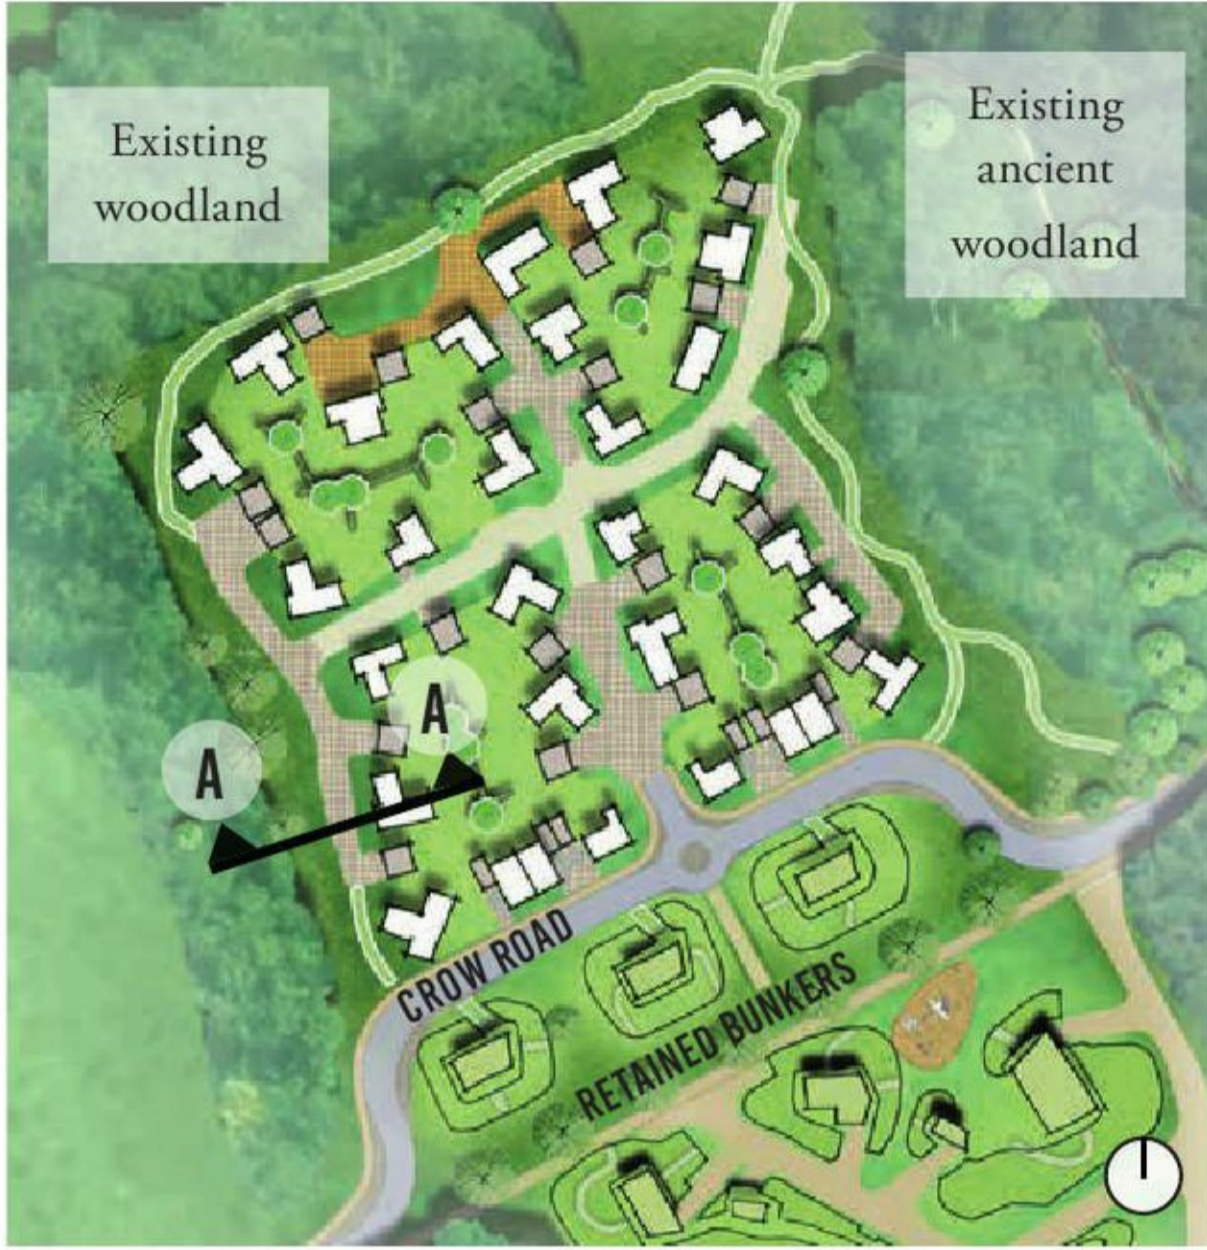 Existing
woodland
Existing
ancient
woodland
A
A
CROW ROAD
RETAINED BUNKERS